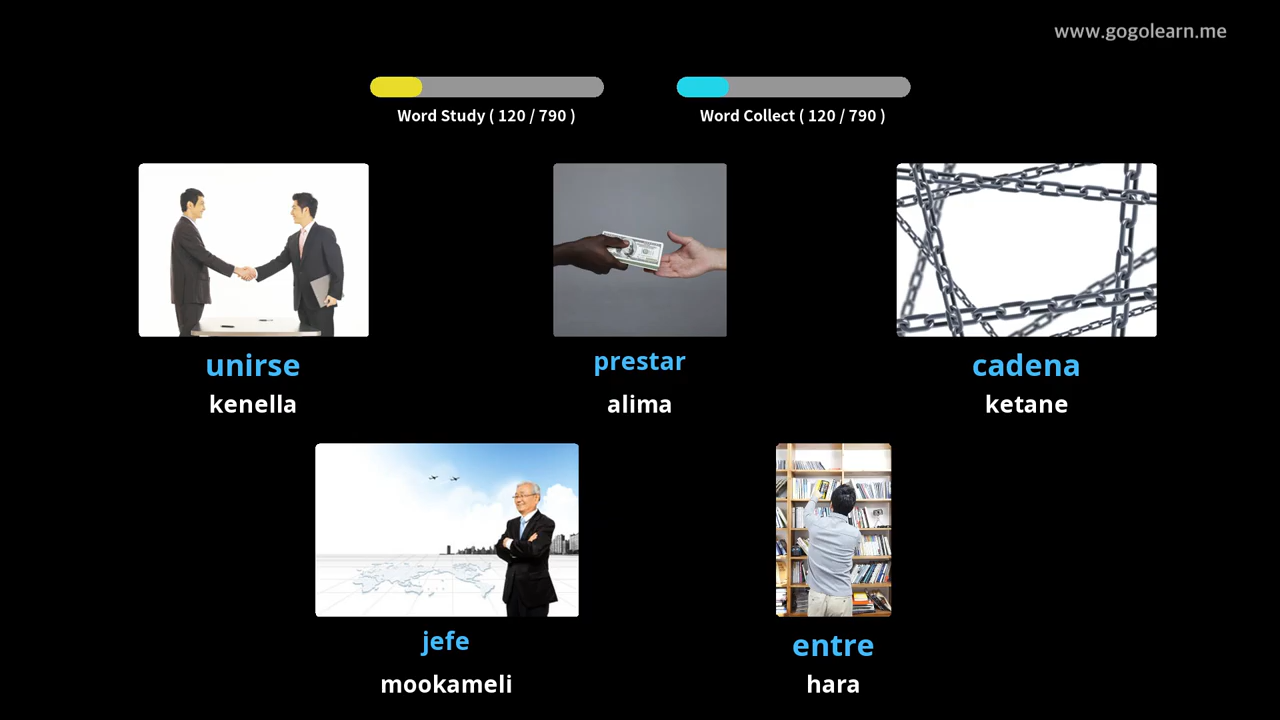 www.gogolearn.me
Word Study ( 120 / 790 )
Word Collect ( 120 / 790 )
unirse
kenella
prestar
alima
cadena
ketane
jefe
mookameli
entre
hara